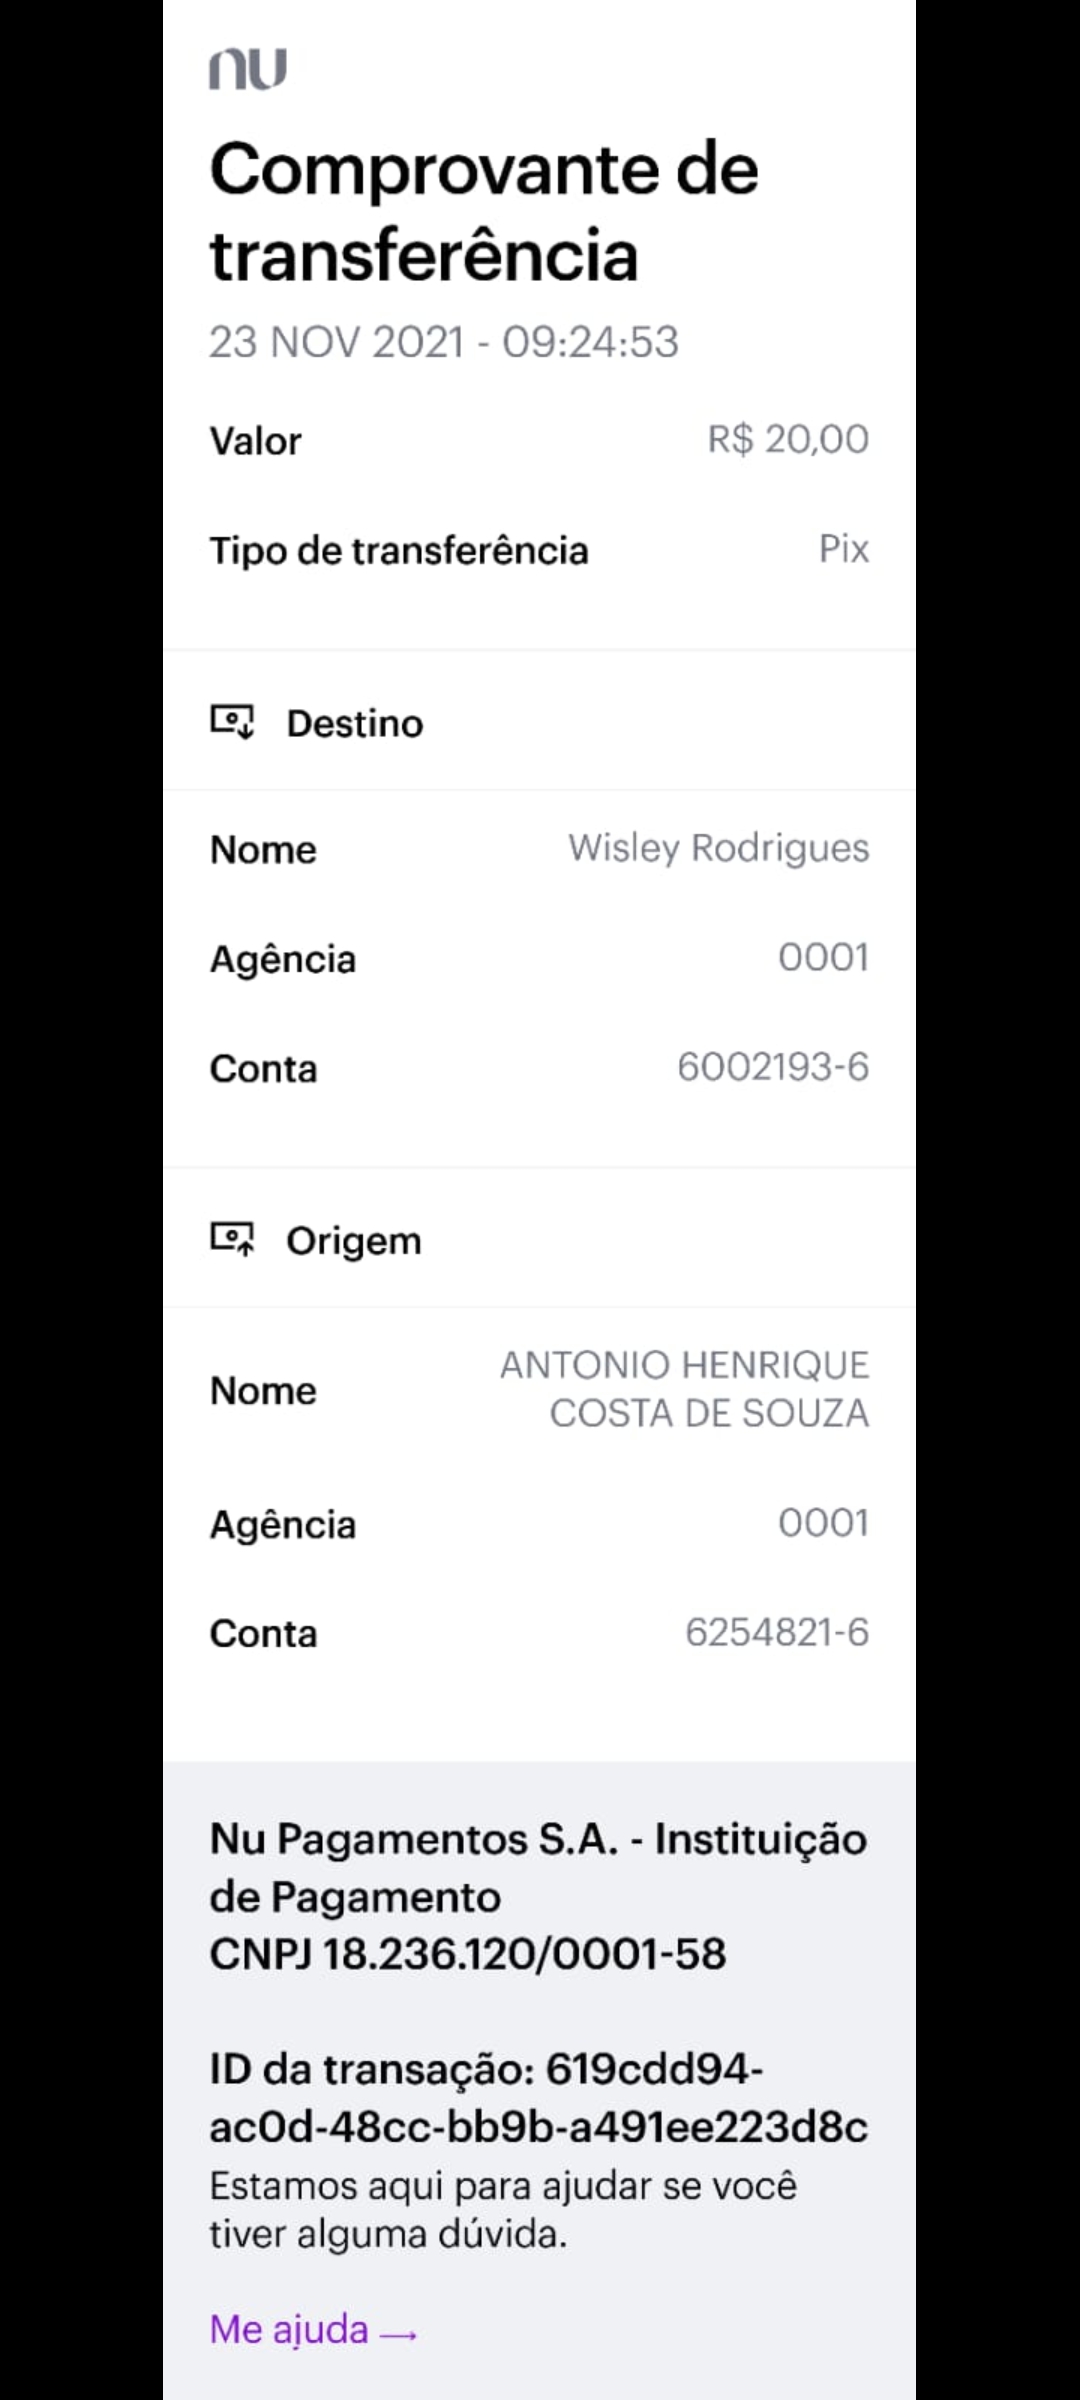 nu
Comprovante de
transferência
23 NOV 2021 - 09:24:53
Valor R$ 20,00
Tipo de transferência Pix
Destino
Nome Wisley Rodrigues
Agência 0001
Conta 6002193-6
Origem
Nome ANTONIO HENRIQUE
COSTA DE SOUZA
Agência 0001
Conta 6254821-6
Nu Pagamentos S.A. - Instituição
de Pagamento
CNPJ 18.236.120/0001-58
ID da transação: 619cdd94-
ac0d-48cc-bb9b-a491ee223d8c
Estamos aqui para ajudar se você
tiver alguma dúvida.
Me ajuda →